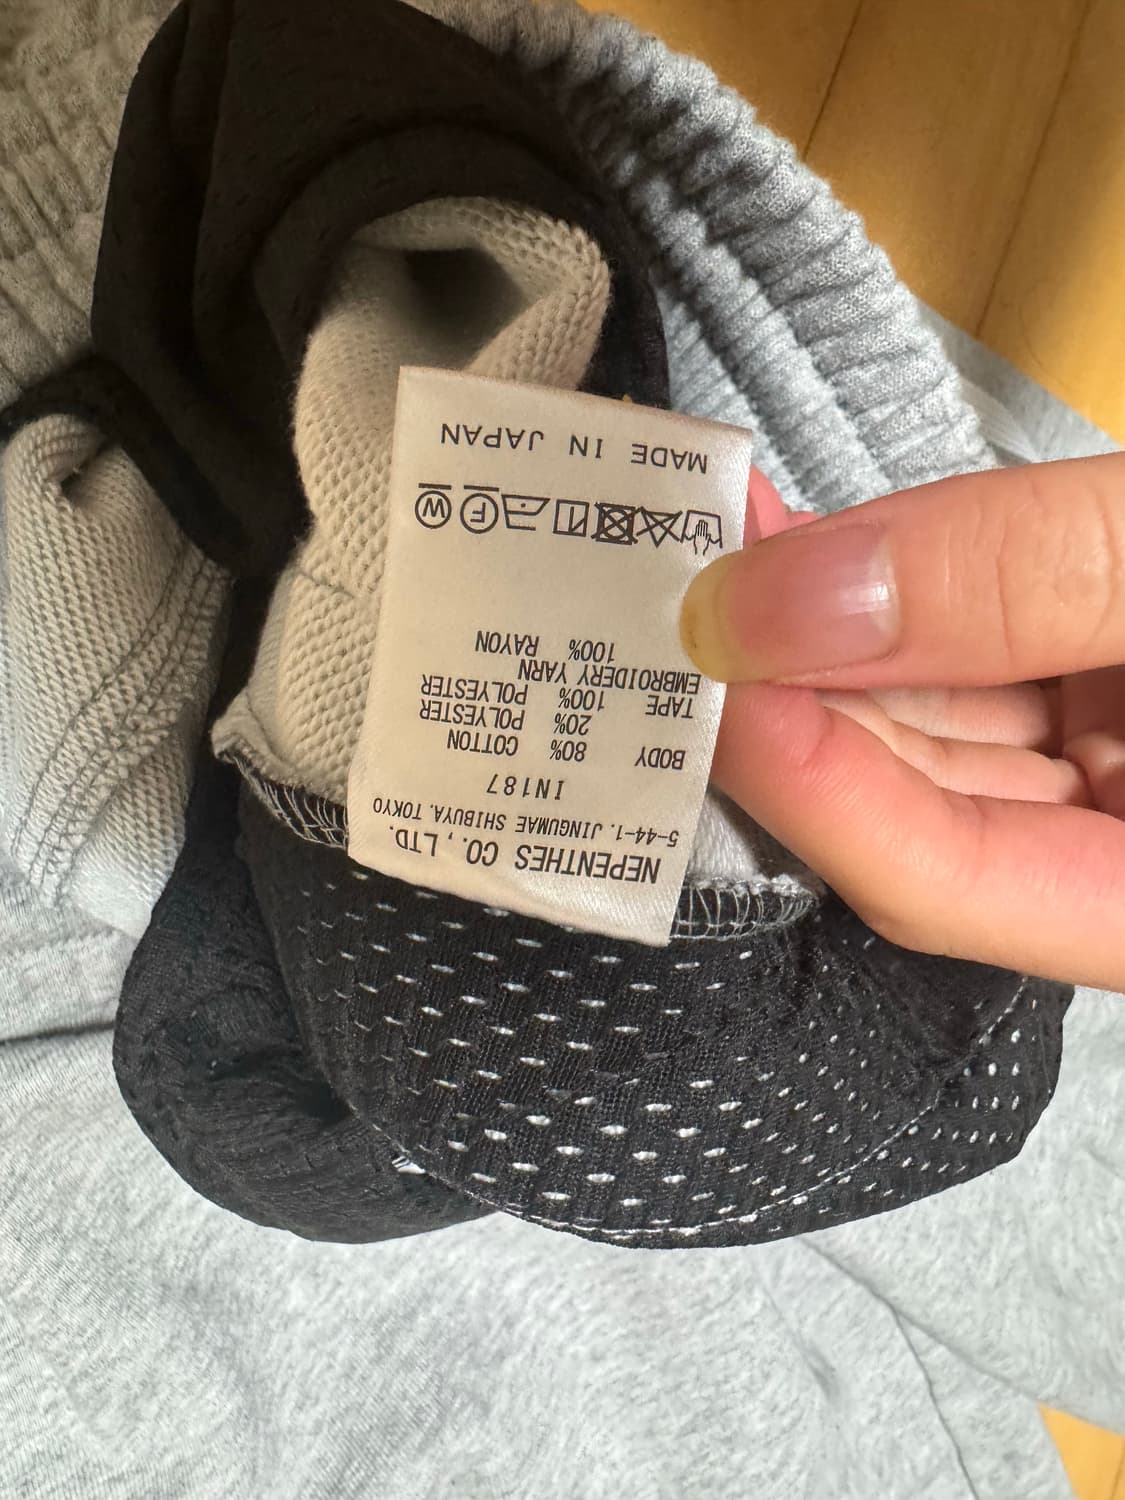 NEPENTHES CO., LTD.
5-44-1. JINGUMAE SHIBUYA. TOKYO
IN187
BODY 80% COTTON
20% POLYESTER
TAPE 100% POLYESTER
EMBROIDERY YARN
100% RAYON
W F
MADE IN JAPAN